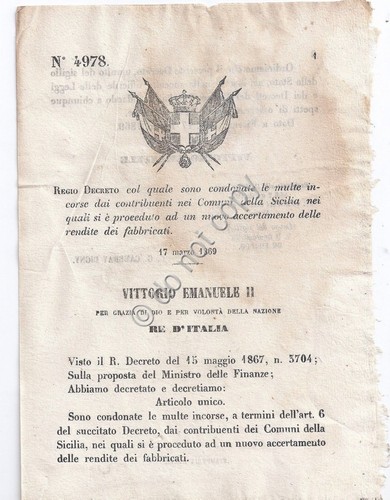 N° 4978.
1
REGIO DECRETO col quale sono condonate le multe in-
corse dai contribuenti nei Comuni della Sicilia nei
quali si è proceduto ad un nuovo accertamento delle
rendite dei fabbricati.
17 marzo 1869
VITTORIO EMANUELE II
PER GRAZIA DI DIO E PER VOLONTÀ DELLA NAZIONE
RE D'ITALIA
Visto il R. Decreto del 15 maggio 1867, n. 3704;
Sulla proposta del Ministro delle Finanze;
Abbiamo decretato e decretiamo:
Articolo unico.
Sono condonate le multe incorse, a termini dell'art. 6
del succitato Decreto, dai contribuenti dei Comuni della
Sicilia, nei quali si è proceduto ad un nuovo accertamento
delle rendite dei fabbricati.
do not copy